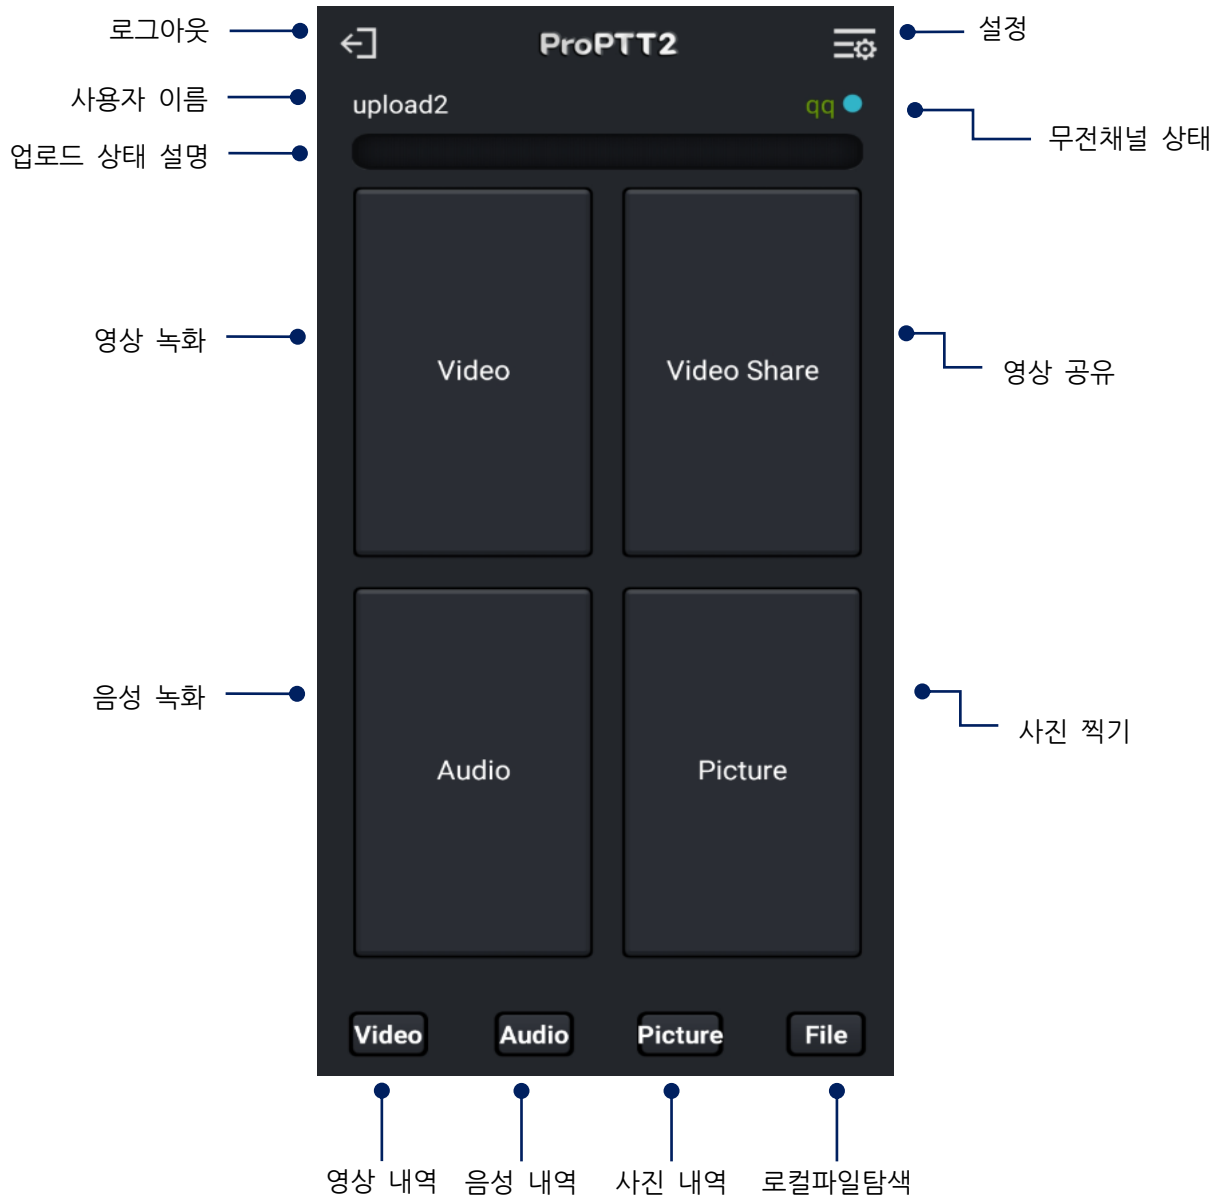 로그아웃
ProPTT2
설정
사용자 이름
upload2
qq
무전채널 상태
업로드 상태 설명
영상 녹화
Video
Video Share
영상 공유
음성 녹화
Audio
Picture
사진 찍기
Video
Audio
Picture
File
영상 내역
음성 내역
사진 내역
로컬파일탐색